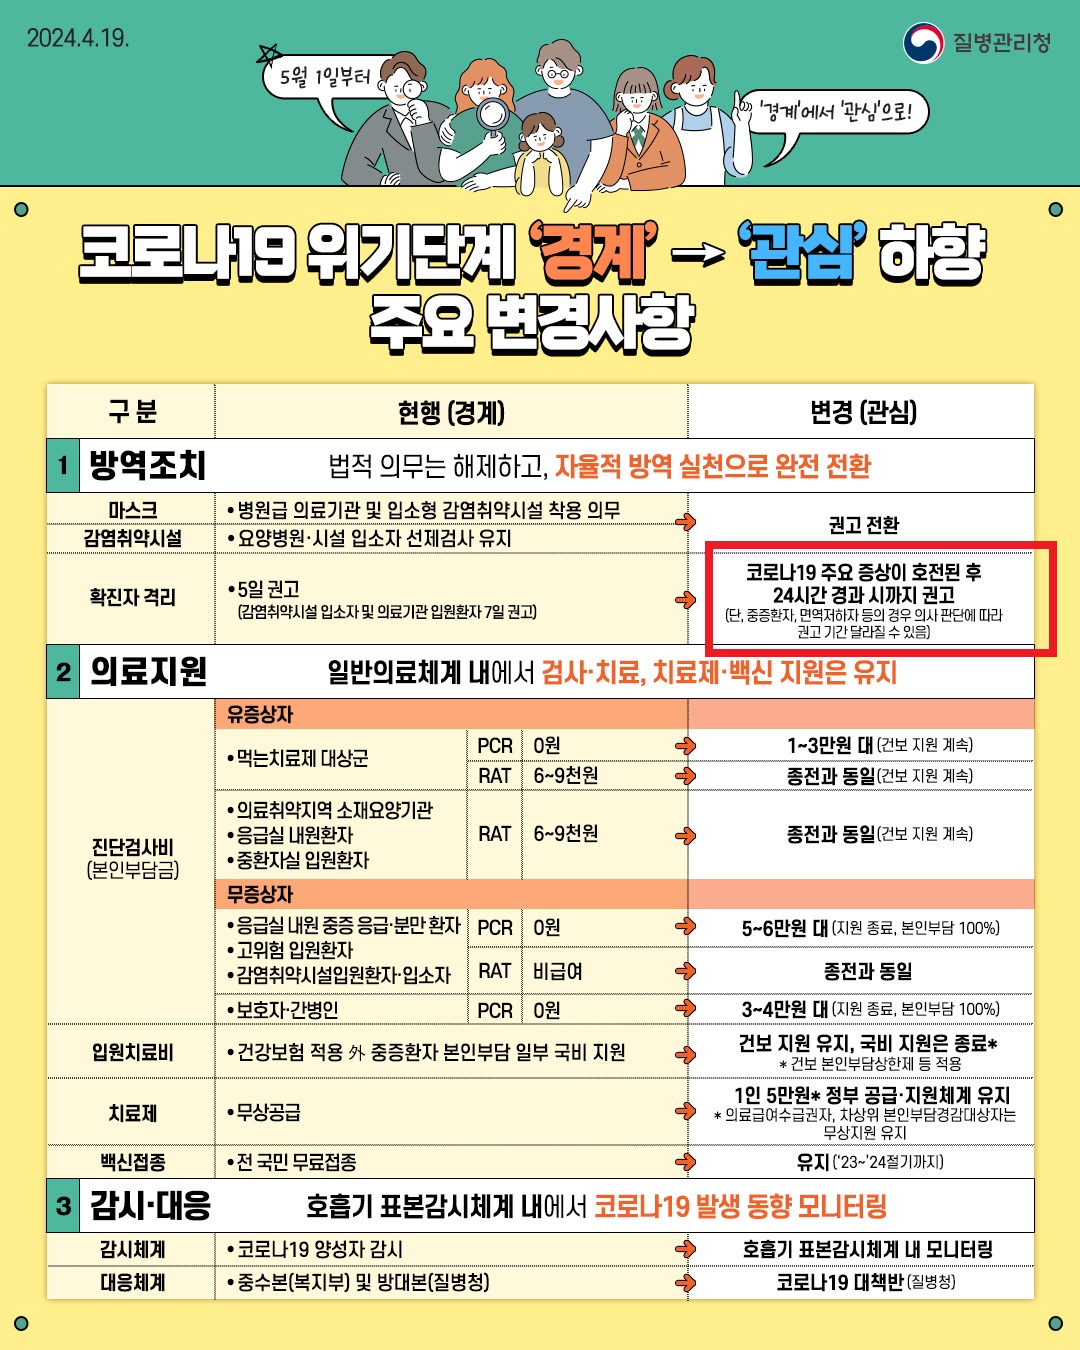 2024.4.19.
질병관리청
5월 1일부터
'경계'에서 '관심'으로!
코로나19 위기단계 '경계' → '관심' 하향
주요 변경사항
구 분 현행 (경계) 변경 (관심)
1 방역조치 법적 의무는 해제하고, 자율적 방역 실천으로 완전 전환
마스크 • 병원급 의료기관 및 입소형 감염취약시설 착용 의무
감염취약시설 • 요양병원·시설 입소자 선제검사 유지
권고 전환
확진자 격리
• 5일 권고
(감염취약시설 입소자 및 의료기관 입원환자 7일 권고)
코로나19 주요 증상이 호전된 후
24시간 경과 시까지 권고
(단, 중증환자, 면역저하자 등의 경우 의사 판단에 따라
권고 기간 달라질 수 있음)
2 의료지원 일반의료체계 내에서 검사·치료, 치료제·백신 지원은 유지
진단검사비
(본인부담금)
유증상자
• 먹는치료제 대상군
PCR 0원 1~3만원 대 (건보 지원 계속)
RAT 6~9천원 종전과 동일(건보 지원 계속)
• 의료취약지역 소재요양기관
• 응급실 내원환자
• 중환자실 입원환자
RAT 6~9천원 종전과 동일(건보 지원 계속)
무증상자
• 응급실 내원 중증 응급·분만 환자
• 고위험 입원환자
• 감염취약시설입원환자·입소자
PCR 0원 5~6만원 대 (지원 종료, 본인부담 100%)
RAT 비급여 종전과 동일
• 보호자·간병인 PCR 0원 3~4만원 대 (지원 종료, 본인부담 100%)
입원치료비 • 건강보험 적용 外 중증환자 본인부담 일부 국비 지원
건보 지원 유지, 국비 지원은 종료*
* 건보 본인부담상한제 등 적용
치료제 • 무상공급
1인 5만원* 정부 공급·지원체계 유지
* 의료급여수급권자, 차상위 본인부담경감대상자는
무상지원 유지
백신접종 • 전 국민 무료접종 유지 ('23~'24절기까지)
3 감시·대응 호흡기 표본감시체계 내에서 코로나19 발생 동향 모니터링
감시체계 • 코로나19 양성자 감시 호흡기 표본감시체계 내 모니터링
대응체계 • 중수본(복지부) 및 방대본(질병청) 코로나19 대책반 (질병청)